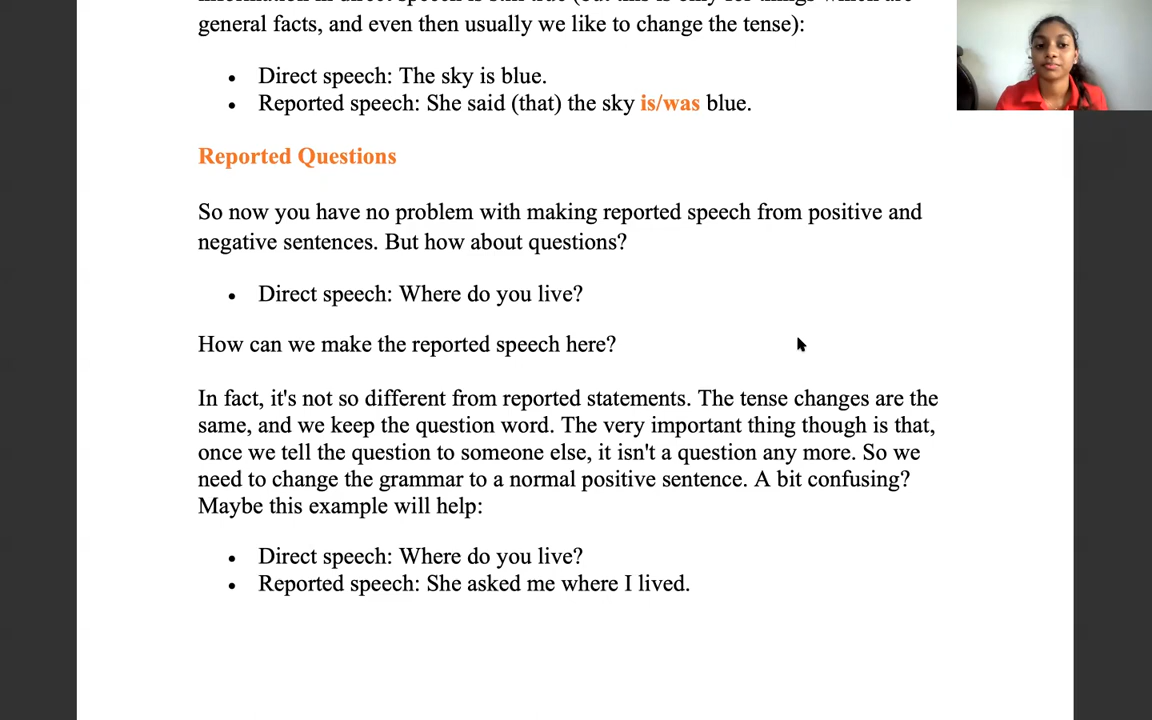 general facts, and even then usually we like to change the tense):
• Direct speech: The sky is blue.
• Reported speech: She said (that) the sky is/was blue.
Reported Questions
So now you have no problem with making reported speech from positive and
negative sentences. But how about questions?
• Direct speech: Where do you live?
How can we make the reported speech here?
In fact, it's not so different from reported statements. The tense changes are the
same, and we keep the question word. The very important thing though is that,
once we tell the question to someone else, it isn't a question any more. So we
need to change the grammar to a normal positive sentence. A bit confusing?
Maybe this example will help:
• Direct speech: Where do you live?
• Reported speech: She asked me where I lived.